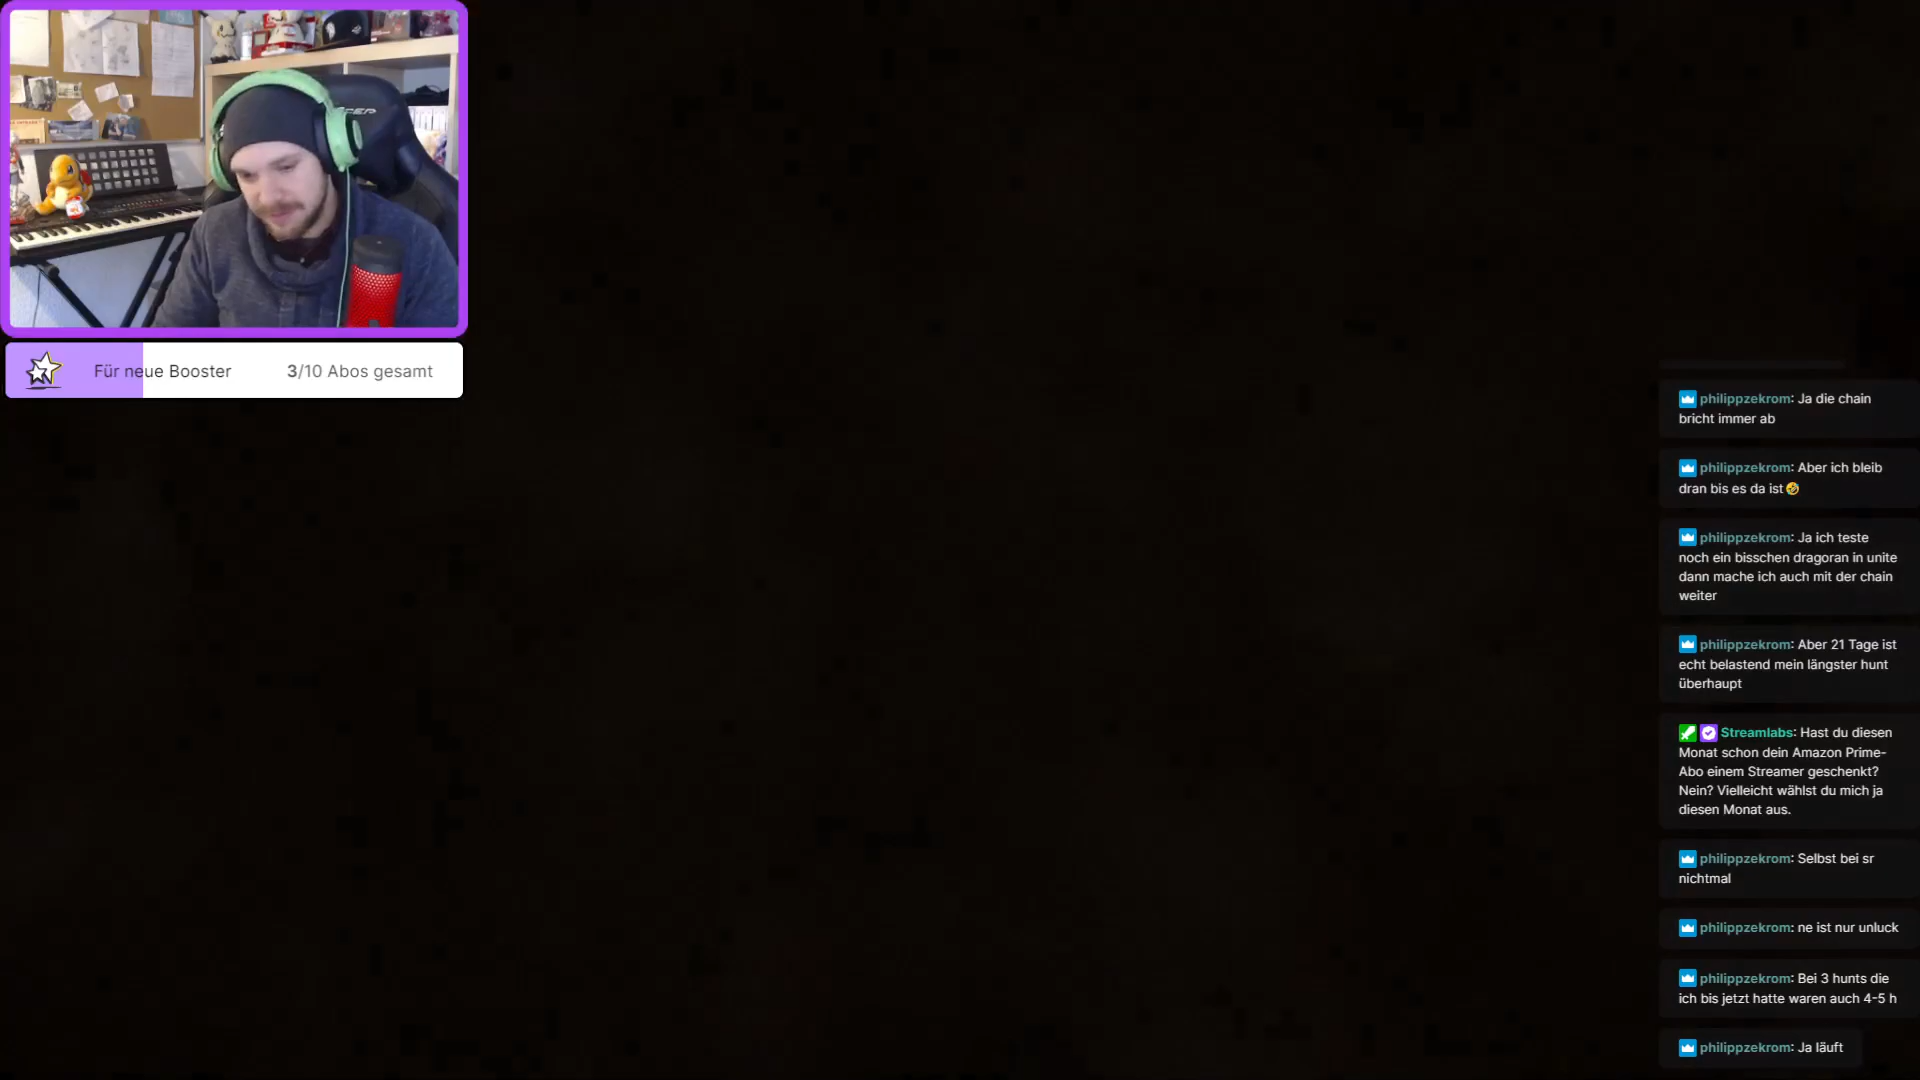 Für neue Booster
3/10 Abos gesamt
philippzekrom: Ja die chain
bricht immer ab
philippzekrom: Aber ich bleib
dran bis es da ist🤣
philippzekrom: Ja ich teste
noch ein bisschen dragoran in unite
dann mache ich auch mit der chain
weiter
philippzekrom: Aber 21 Tage ist
echt belastend mein längster hunt
überhaupt
Streamlabs: Hast du diesen
Monat schon dein Amazon Prime-
Abo einem Streamer geschenkt?
Nein? Vielleicht wählst du mich ja
diesen Monat aus.
philippzekrom: Selbst bei sr
nichtmal
philippzekrom: ne ist nur unluck
philippzekrom: Bei 3 hunts die
ich bis jetzt hatte waren auch 4-5 h
philippzekrom: Ja läuft